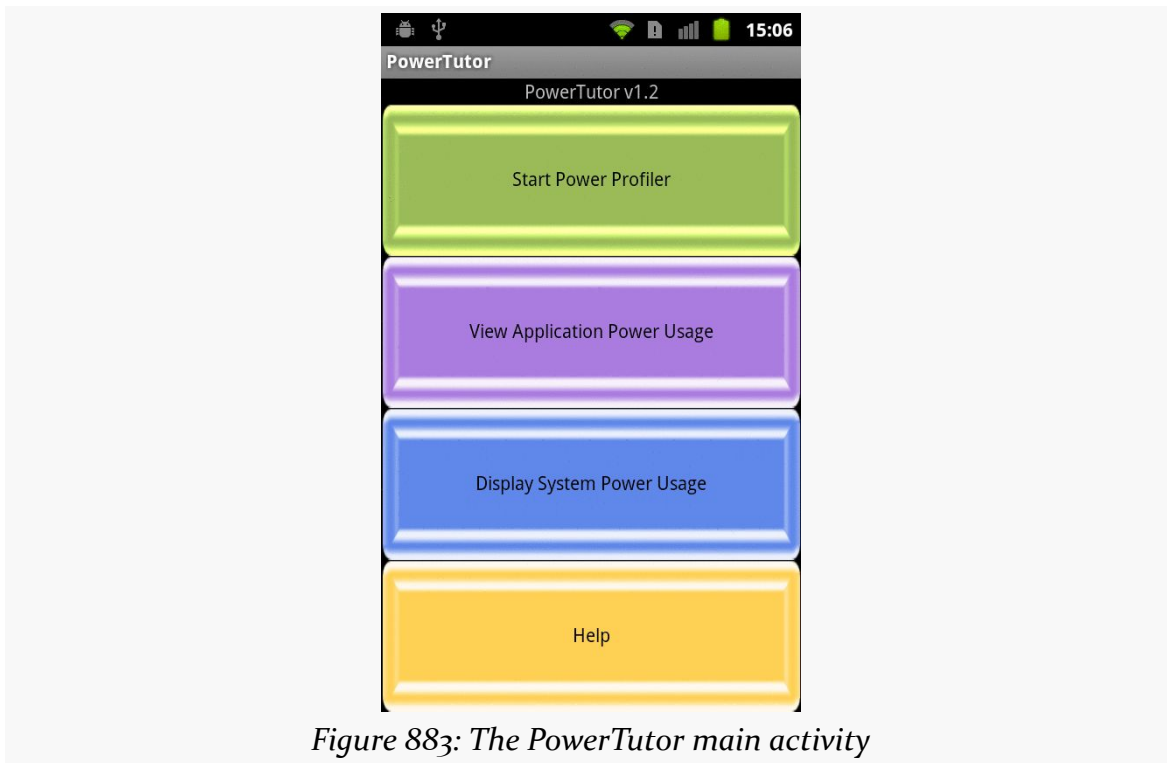 15:06
PowerTutor
PowerTutor v1.2
Start Power Profiler
View Application Power Usage
Display System Power Usage
Help
Figure 883: The PowerTutor main activity